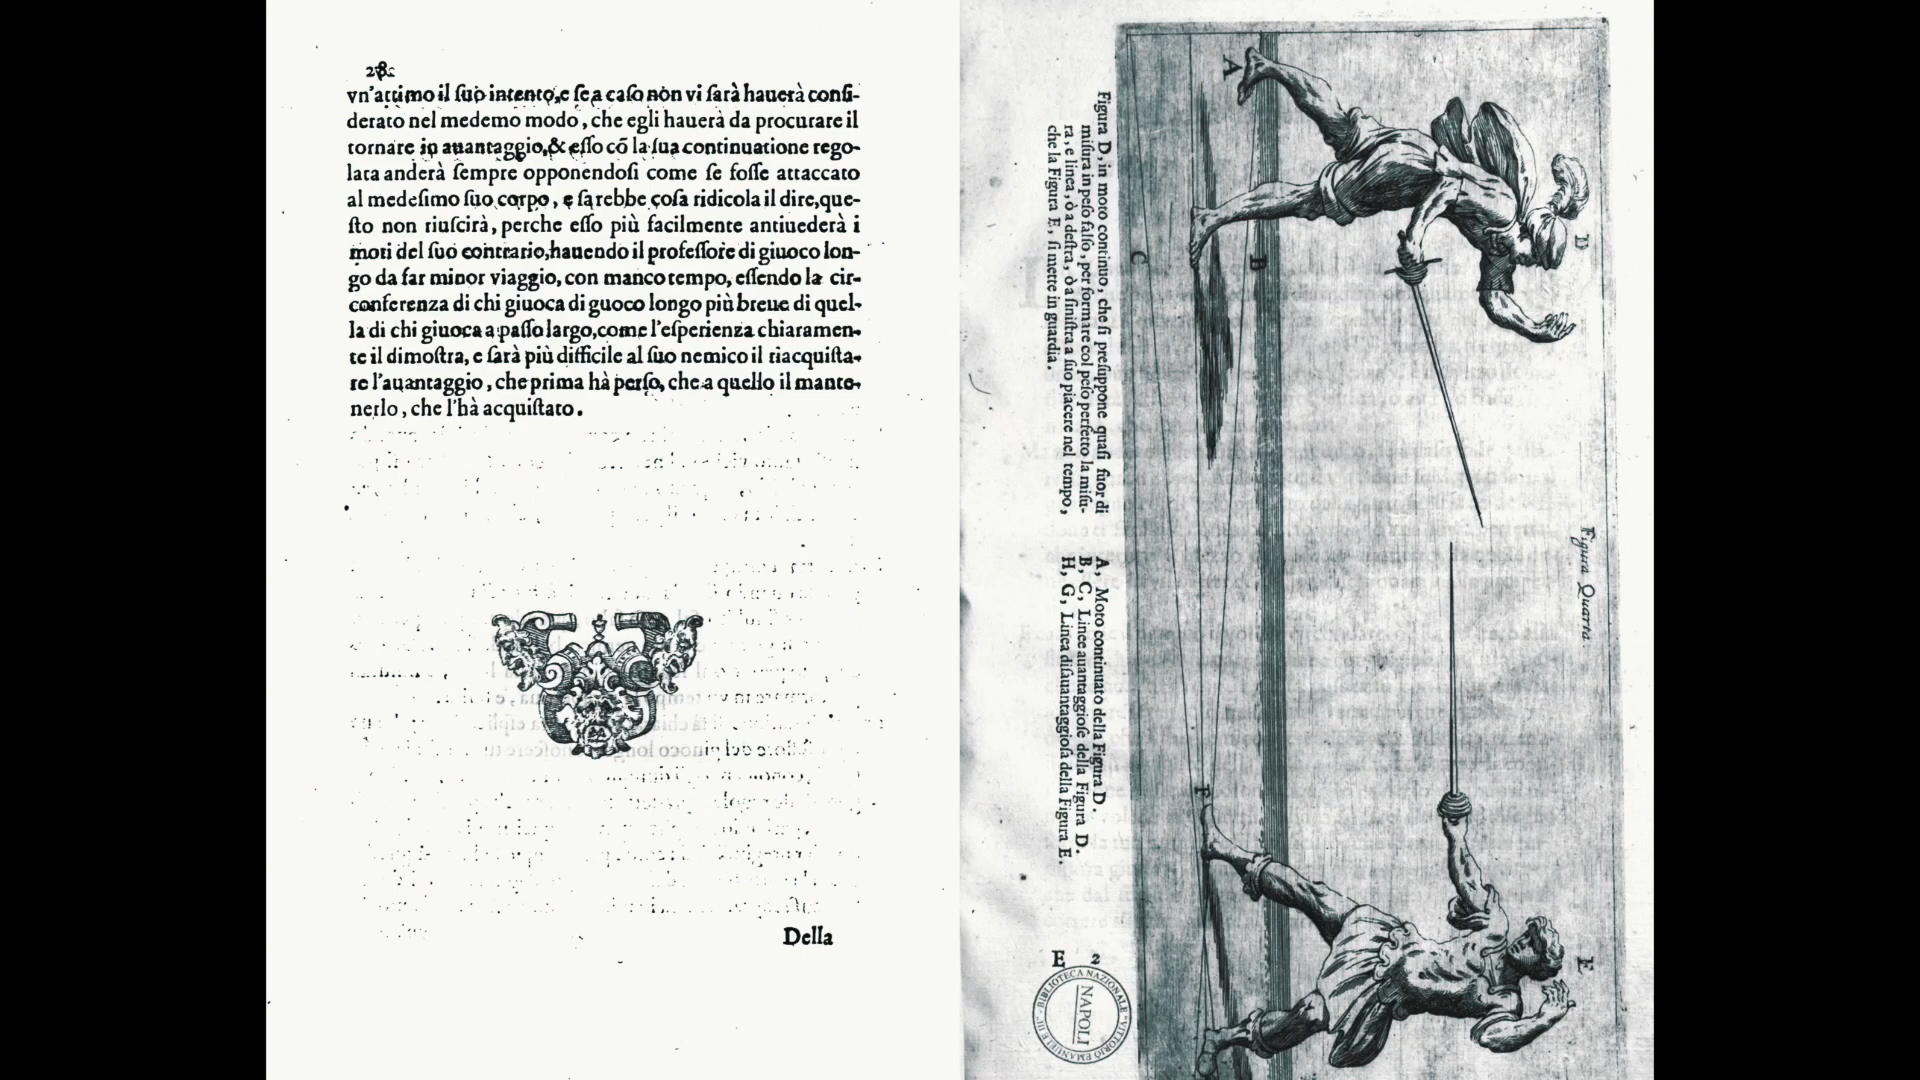 28
vn'attimo il ſuo intento, e ſe a caſo non vi ſarà hauerà conſi-
derato nel medemo modo, che egli hauerà da procurare il
tornare in auantaggio, & eſſo cõ la ſua continuatione rego-
lata anderà ſempre opponendoſi come ſe foſſe attaccato
al medeſimo ſuo corpo, e ſarebbe coſa ridicola il dire, que-
ſto non riuſcirà, perche eſſo più facilmente antiuederà i
moti del ſuo contrario, hauendo il profeſſore di giuoco lon-
go da far minor viaggio, con manco tempo, eſſendo la cir-
conferenza di chi giuoca di guoco longo più breue di quel-
la di chi giuoca a paſſo largo, come l'eſperienza chiaramen-
te il dimoſtra, e ſarà più difficile al ſuo nemico il riacquiſta-
re l'auantaggio, che prima hà perſo, che a quello il mante-
nerlo, che l'hà acquiſtato.
Della
Figura Quarta
D
A
B
C
F
E
Figura D, in moto continuo, che ſi preſuppone quaſi fuor di
miſura in peſo falſo, per formare col peſo perfetto la miſu-
ra, e linea, ò a deſtra, ò a ſiniſtra a ſuo piacere nel tempo,
che la Figura E, ſi mette in guardia.
A, Moto continuato della Figura D.
B, C, Linee auantaggioſe della Figura D.
H, G, Linea diſauantaggioſa della Figura E.
E 2
BIBLIOTECA NAZIONALE "VITTORIO EMANUELE III"
NAPOLI